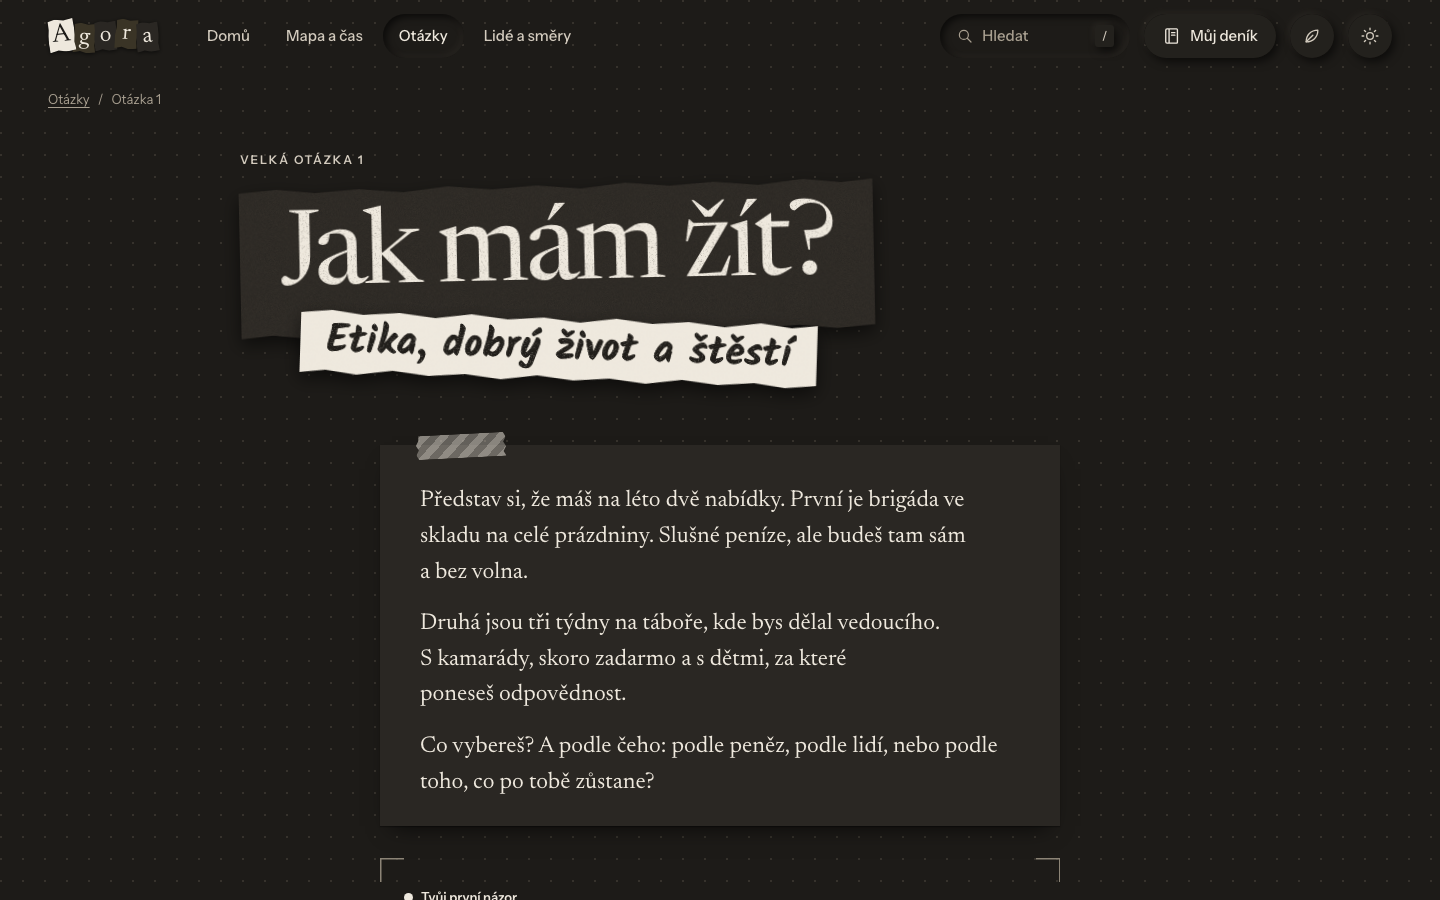 Agora
Domů
Mapa a čas
Otázky
Lidé a směry
Hledat
/
Můj deník
Otázky / Otázka 1
VELKÁ OTÁZKA 1
Jak mám žít?
Etika, dobrý život a štěstí
Představ si, že máš na léto dvě nabídky. První je brigáda ve
skladu na celé prázdniny. Slušné peníze, ale budeš tam sám
a bez volna.
Druhá jsou tři týdny na táboře, kde bys dělal vedoucího.
S kamarády, skoro zadarmo a s dětmi, za které
poneseš odpovědnost.
Co vybereš? A podle čeho: podle peněz, podle lidí, nebo podle
toho, co po tobě zůstane?
Tvůj první názor